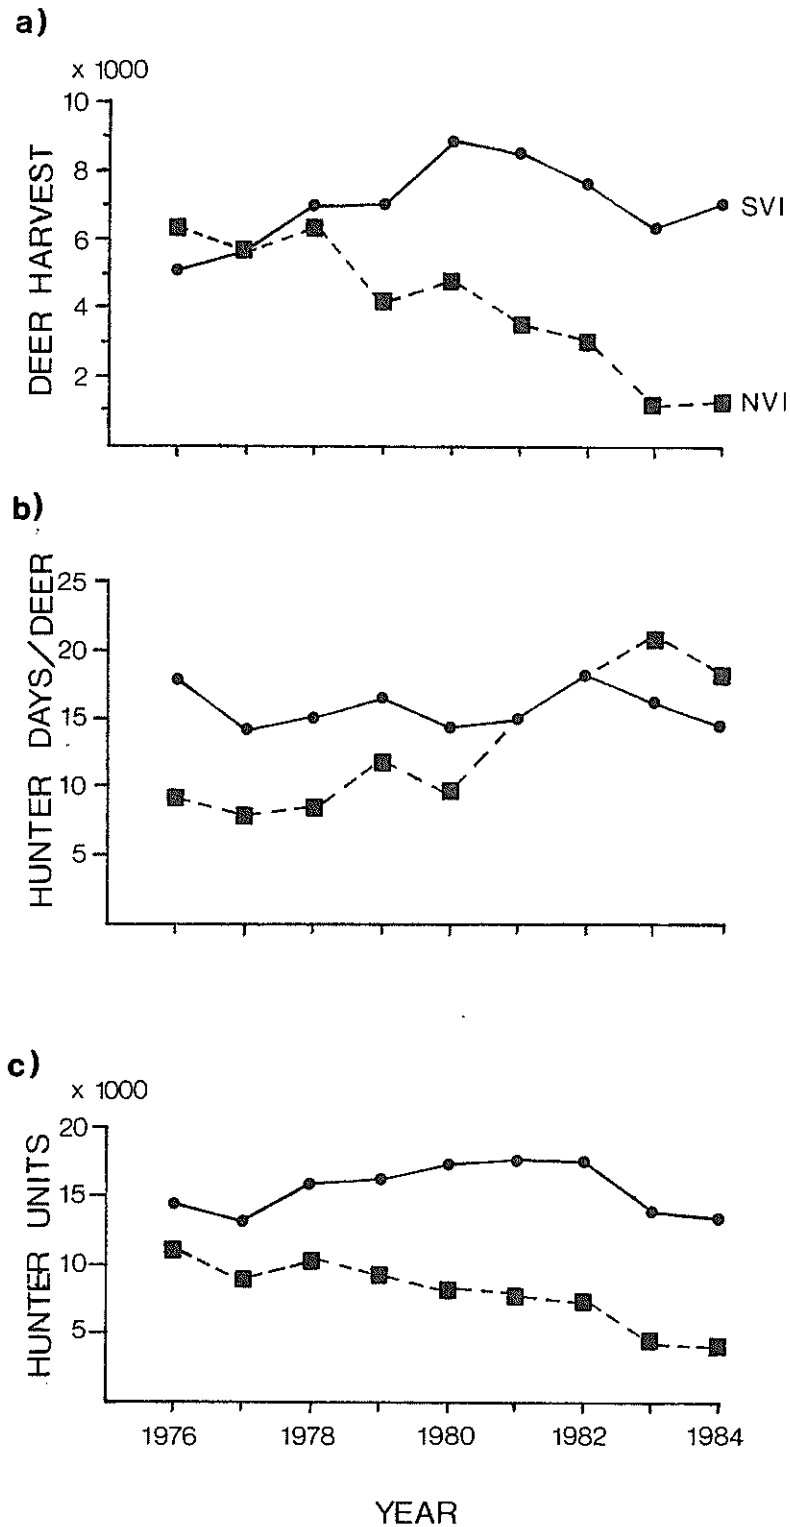 a)
x 1000
DEER HARVEST
10
8
6
4
2
SVI
NVI
b)
HUNTER DAYS/DEER
25
20
15
10
5
c)
x 1000
HUNTER UNITS
20
15
10
5
1976 1978 1980 1982 1984
YEAR